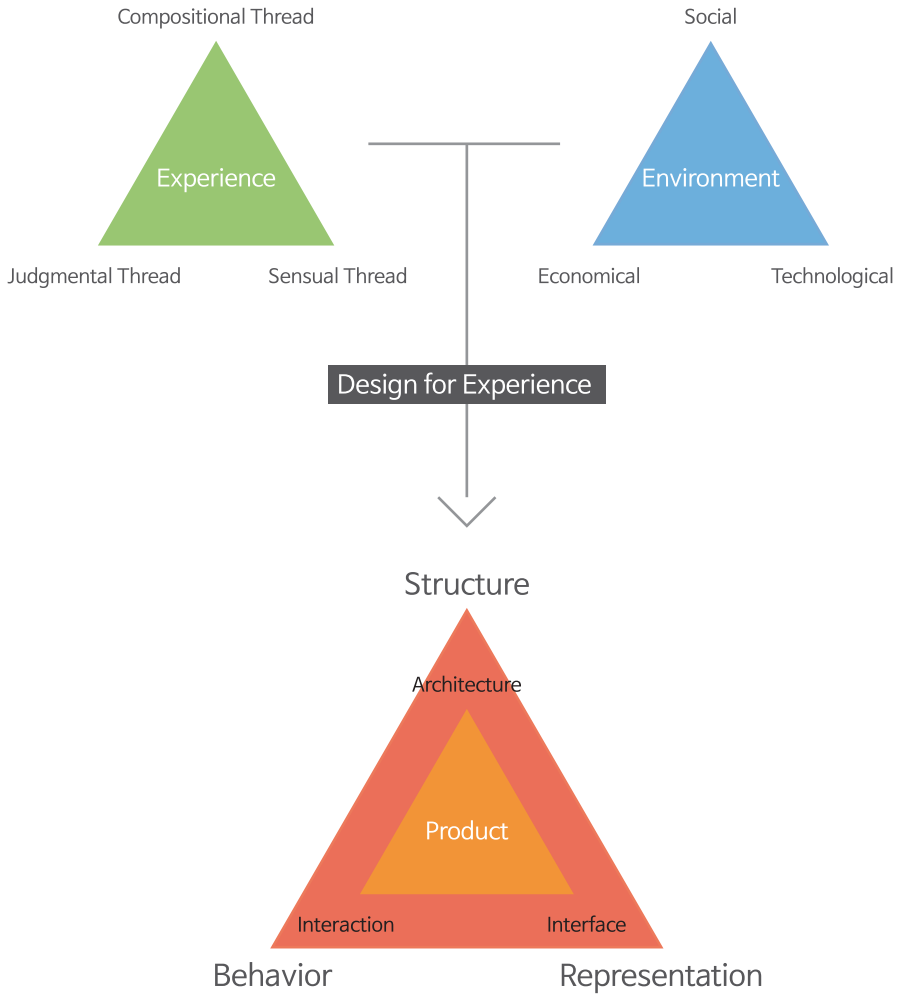 Compositional Thread
Social
Experience
Environment
Judgmental Thread
Sensual Thread
Economical
Technological
Design for Experience
Structure
Architecture
Product
Interaction
Interface
Behavior
Representation